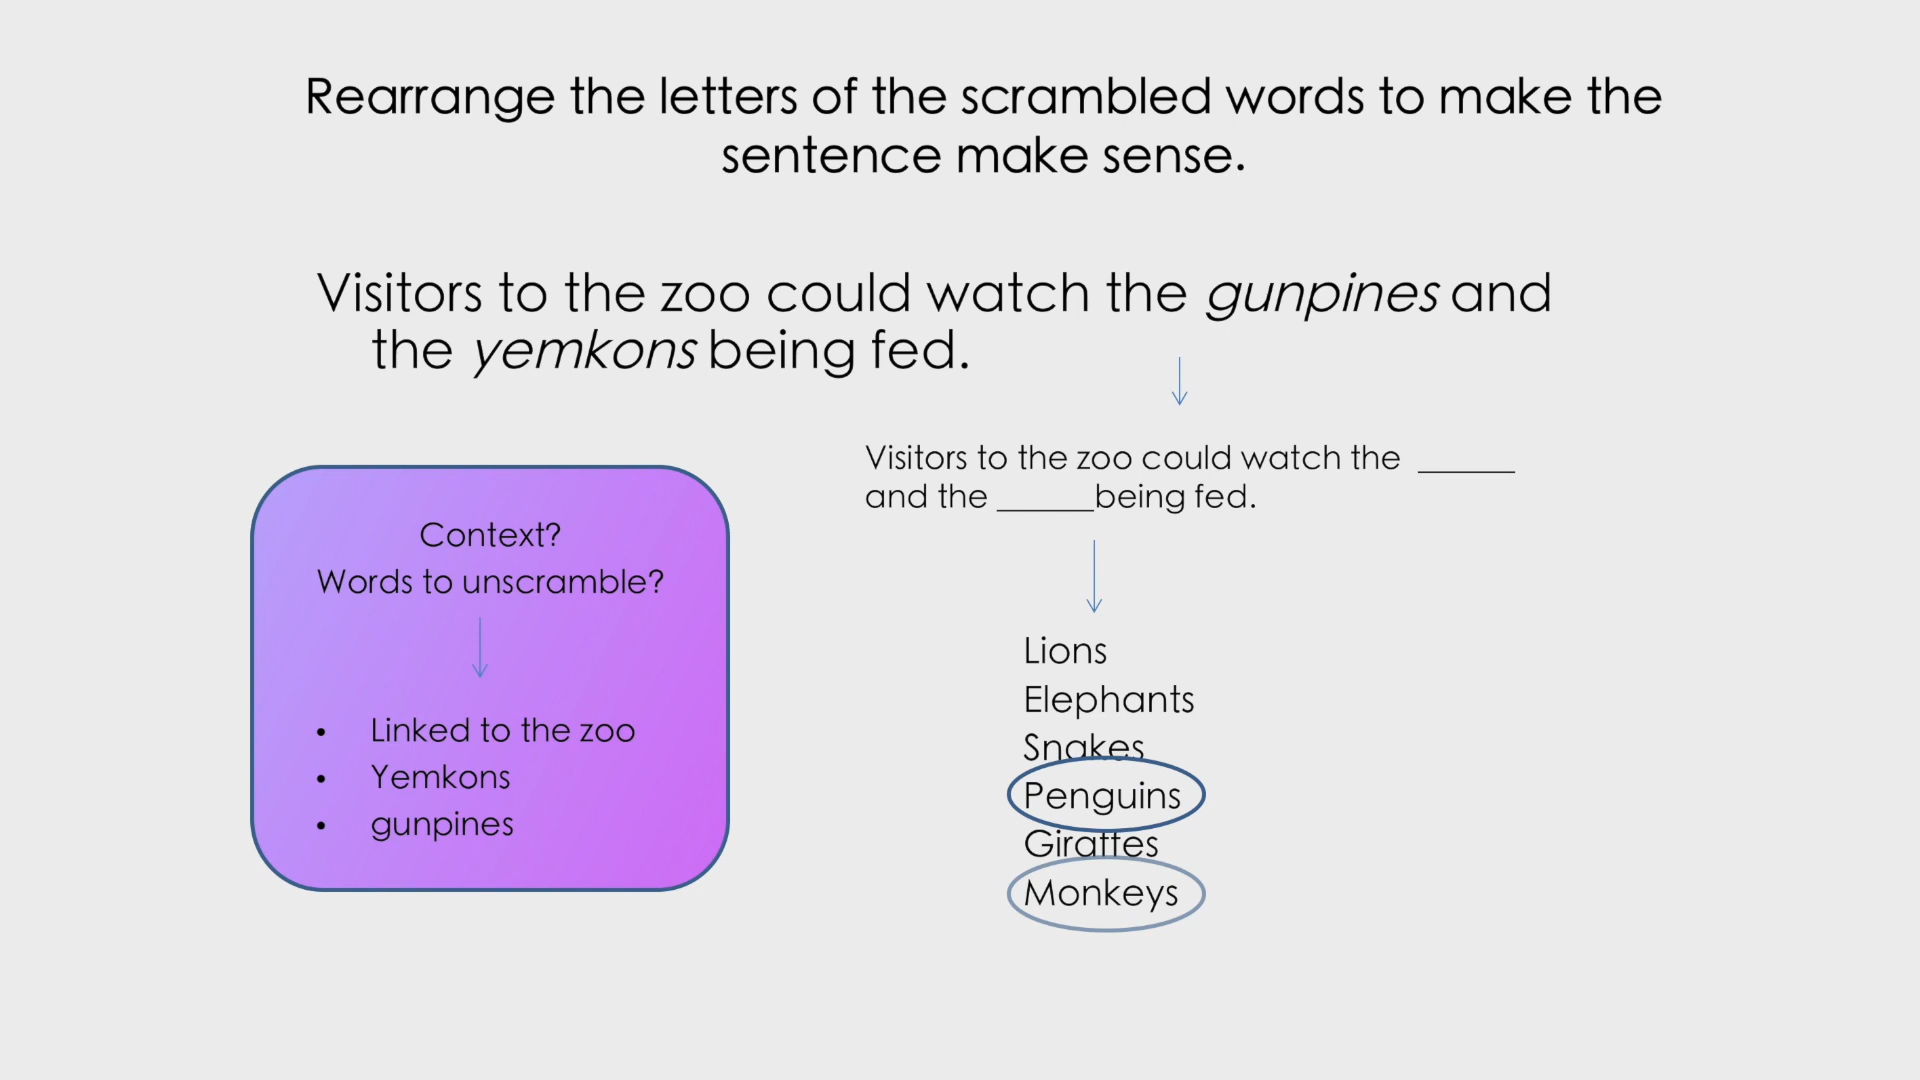 Rearrange the letters of the scrambled words to make the
sentence make sense.
Visitors to the zoo could watch the gunpines and
the yemkons being fed.
Visitors to the zoo could watch the ______
and the ______being fed.
Context?
Words to unscramble?
• Linked to the zoo
• Yemkons
• gunpines
Lions
Elephants
Snakes
Penguins
Giraffes
Monkeys